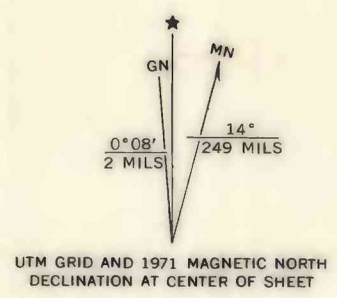 ★
GN
MN
0°08'
2 MILS
14°
249 MILS
UTM GRID AND 1971 MAGNETIC NORTH
DECLINATION AT CENTER OF SHEET